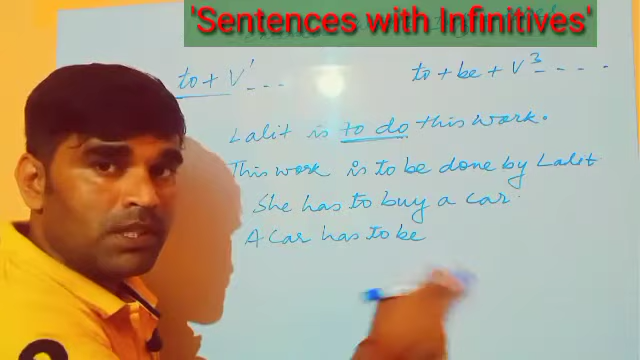 'Sentences with Infinitives'
to + V¹ ---
to + be + V³ ----
Lalit is to do this work.
This work is to be done by Lalit
She has to buy a car.
A Car has to be